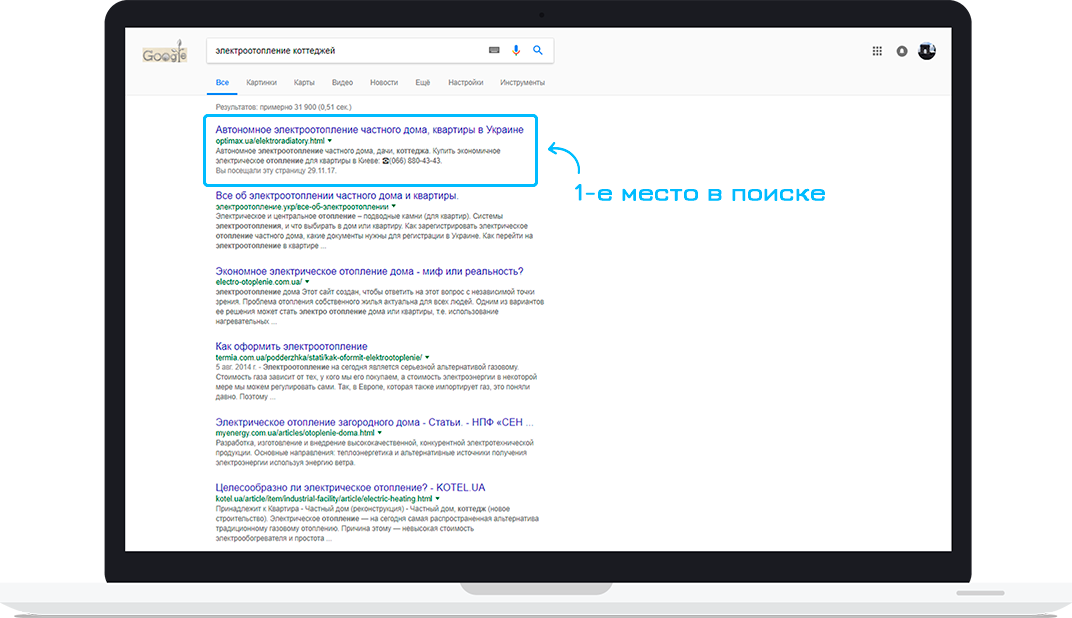 Google
электроотопление коттеджей
Все Картинки Карты Видео Новости Ещё Настройки Инструменты
Результатов: примерно 31 900 (0,51 сек.)
Автономное электроотопление частного дома, квартиры в Украине
optimax.ua/elektroradiatory.html
Автономное электроотопление частного дома, дачи, коттеджа. Купить экономичное
электрическое отопление для квартиры в Киеве: ☎(066) 880-43-43.
Вы посещали эту страницу 29.11.17.
1-е место в поиске
Все об электроотоплении частного дома и квартиры.
электроотопление.укр/все-об-электроотоплении
Электрическое и центральное отопление – подводные камни (для квартир). Системы
электроотопления, и что выбирать в дом или квартиру. Как зарегистрировать электрическое
отопление частного дома, какие документы нужны для регистрации в Украине. Как перейти на
электроотопление в квартире ...
Экономное электрическое отопление дома - миф или реальность?
electro-otoplenie.com.ua/
электроотопление дома Этот сайт создан, чтобы ответить на этот вопрос с независимой точки
зрения. Проблема отопления собственного жилья актуальна для всех людей. Одним из вариантов
ее решения может стать электро отопление дома или квартиры, т.е. использование
нагревательных ...
Как оформить электроотопление
termia.com.ua/podderzhka/stati/kak-oformit-elektrootoplenie/
5 авг. 2014 г. - Электроотопление на сегодня является серьезной альтернативой газовому.
Стоимость газа зависит от тех, у кого мы его покупаем, а стоимость электроэнергии в некоторой
мере мы можем регулировать сами. Так, в Европе, которая также импортирует газ, это поняли
давно. Поэтому ...
Электрическое отопление загородного дома - Статьи. - НПФ «СЕН ...
myenergy.com.ua/articles/otoplenie-doma.html
Разработка, изготовление и внедрение высококачественной, конкурентной электротехнической
продукции. Основные направления: теплоэнергетика и альтернативные источники получения
электроэнергии используя энергию ветра.
Целесообразно ли электрическое отопление? - KOTEL.UA
kotel.ua/article/item/industrial-facility/article/electric-heating.html
Принадлежит к Квартира - Частный дом (реконструкция) - Частный дом, коттедж (новое
строительство). Электрическое отопление — на сегодня самая распространенная альтернатива
традиционному газовому отоплению. Причина этому — невысокая стоимость
электрообогревателя и простота ...